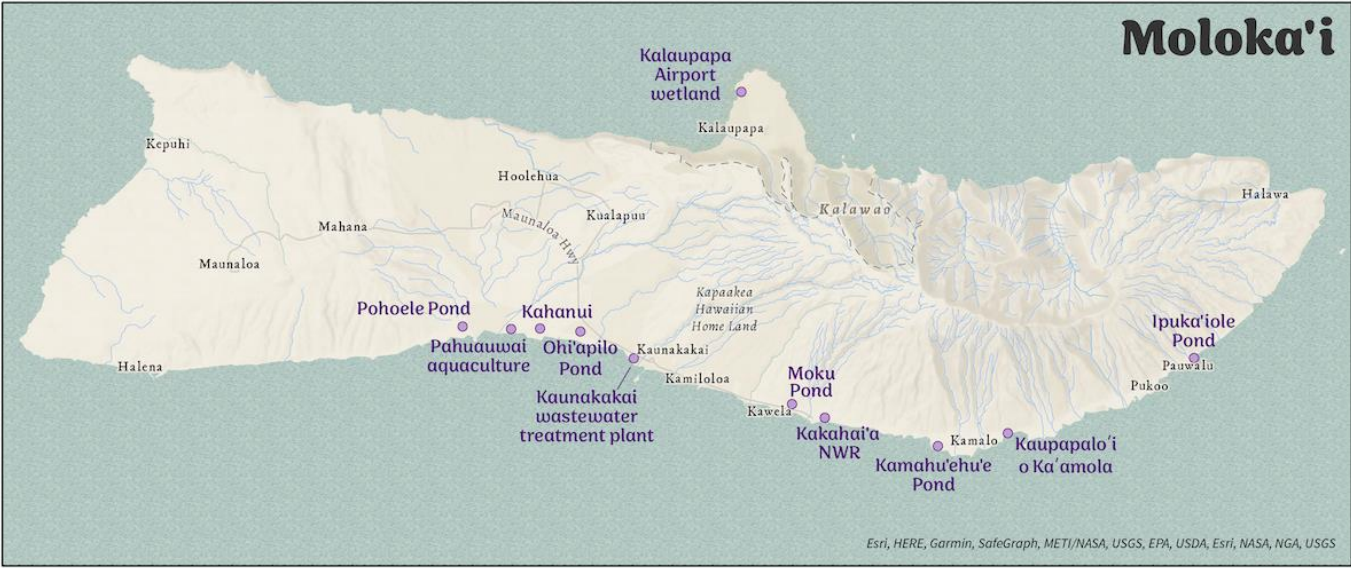 Moloka'i
Kalaupapa
Airport
wetland
Kalaupapa
Kepuhi
Hoolehua
Halawa
Kalawao
Maunaloa Hwy
Kualapuu
Mahana
Maunaloa
Kapaakea
Hawaiian
Home Land
Pohoele Pond
Kahanui
Ipuka'iole
Pond
Pahuauwai
aquaculture
Ohi'apilo
Pond
Kaunakakai
Halena
Pauwalu
Kamiloloa
Moku
Pond
Pukoo
Kaunakakai
wastewater
treatment plant
Kawela
Kakahai'a
NWR
Kamalo
Kaupapalo'i
o Ka'amola
Kamahu'ehu'e
Pond
Esri, HERE, Garmin, SafeGraph, METI/NASA, USGS, EPA, USDA, Esri, NASA, NGA, USGS